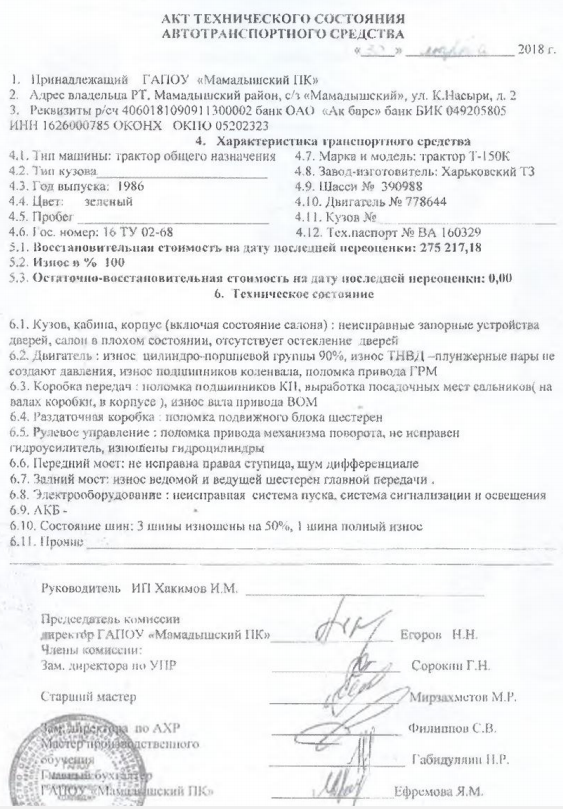 АКТ ТЕХНИЧЕСКОГО СОСТОЯНИЯ
АВТОТРАНСПОРТНОГО СРЕДСТВА
« » марта 2018 г.
1. Принадлежащий ГАПОУ «Мамадышский ПК»
2. Адрес владельца РТ, Мамадышский район, с/з «Мамадышский», ул. К.Насыри, л. 2
3. Реквизиты р/сч 40601810909113000​02 банк ОАО «Ак барс» банк БИК 049205805
ИНН 1626000785 ОКОНХ ОКПО 05202323
4. Характеристика транспортного средства
4.1. Тип машины: трактор общего назначения
4.2. Тип кузова
4.3. Год выпуска: 1986
4.4. Цвет: зеленый
4.5. Пробег
4.6. Гос. номер: 16 ТУ 02-68
4.7. Марка и модель: трактор Т-150К
4.8. Завод-изготовитель: Харьковский ТЗ
4.9. Шасси № 390988
4.10. Двигатель № 778644
4.11. Кузов №
4.12. Тех.паспорт № ВА 160329
5.1. Восстановительная стоимость на дату последней переоценки: 275 217,18
5.2. Износ в % 100
5.3. Остаточно-восстановительная стоимость на дату последней переоценки: 0,00
6. Техническое состояние
6.1. Кузов, кабина, корпус (включая состояние салона) : неисправные запорные устройства
дверей, салон в плохом состоянии, отсутствует остекление дверей
6.2. Двигатель : износ цилиндро-поршневой группы 90%, износ ТНВД –плунжерные пары не
создают давления, износ подшипников коленвала, поломка привода ГРМ
6.3. Коробка передач : поломка подшипников КП, выработка посадочных мест сальников( на
валах коробки, в корпусе ), износ вала привода ВОМ
6.4. Раздаточная коробка : поломка подвижного блока шестерен
6.5. Рулевое управление : поломка привода механизма поворота, не исправен
гидроусилитель, изношены гидроцилиндры
6.6. Передний мост: не исправна правая ступица, шум дифференциале
6.7. Задний мост: износ ведомой и ведущей шестерен главной передачи .
6.8. Электрооборудование : неисправная система пуска, система сигнализации и освещения
6.9. АКБ -
6.10. Состояние шин: 3 шины изношены на 50%, 1 шина полный износ
6.11. Прочие
Руководитель ИП Хакимов И.М.
Председатель комиссии
директор ГАПОУ «Мамадышский ПК» Егоров Н.Н.
Члены комиссии:
Зам. директора по УПР Сорокин Г.Н.
Старший мастер Мирзахметов М.Р.
Зам. директора по АХР Филиппов С.В.
Мастер производственного
обучения Габидуллин Н.Р.
Главный бухгалтер
ГАПОУ «Мамадышский ПК» Ефремова Я.М.